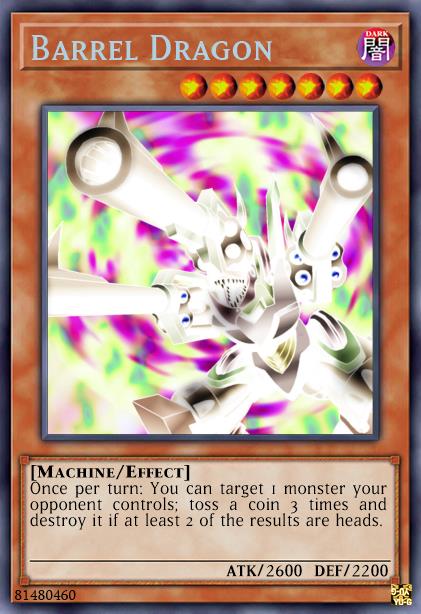 Barrel Dragon
DARK
闇
[Machine/Effect]
Once per turn: You can target 1 monster your
opponent controls; toss a coin 3 times and
destroy it if at least 2 of the results are heads.
ATK/2600 DEF/2200
81480460